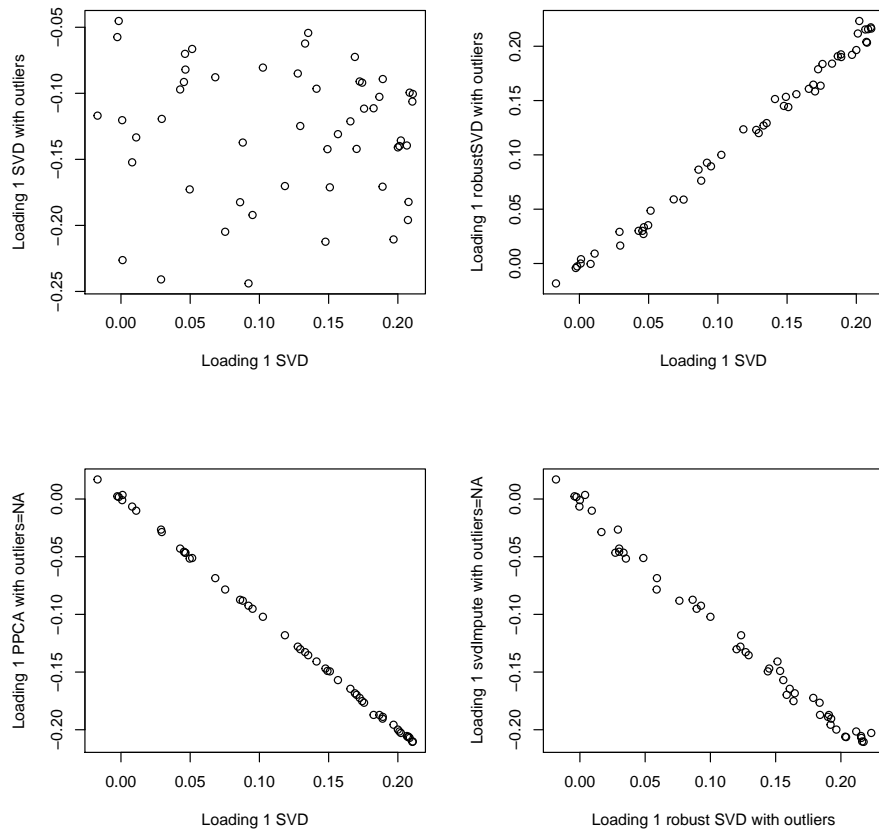 −0.05
−0.10
−0.15
−0.20
−0.25
Loading 1 SVD with outliers
0.00 0.05 0.10 0.15 0.20
Loading 1 SVD
0.20
0.15
0.10
0.05
0.00
Loading 1 robustSVD with outliers
0.00 0.05 0.10 0.15 0.20
Loading 1 SVD
0.00
−0.05
−0.10
−0.15
−0.20
Loading 1 PPCA with outliers=NA
0.00 0.05 0.10 0.15 0.20
Loading 1 SVD
0.00
−0.05
−0.10
−0.15
−0.20
Loading 1 svdImpute with outliers=NA
0.00 0.05 0.10 0.15 0.20
Loading 1 robust SVD with outliers